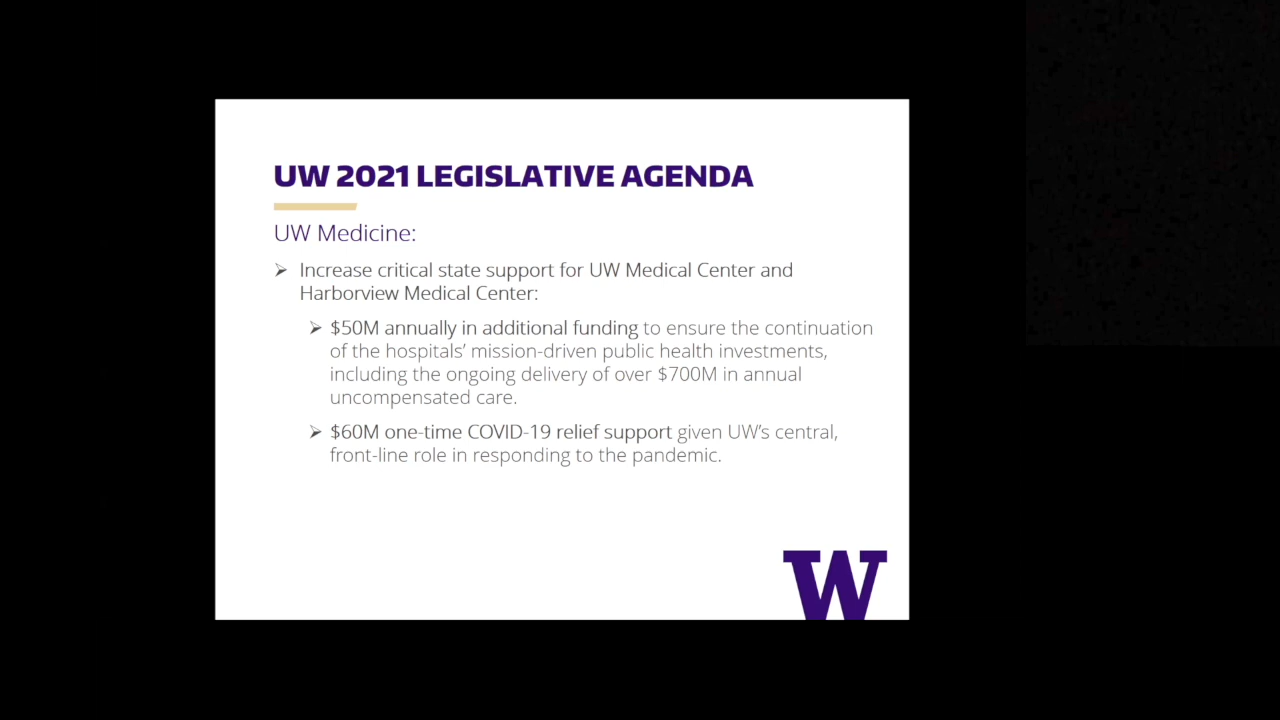 UW 2021 LEGISLATIVE AGENDA
UW Medicine:
➢ Increase critical state support for UW Medical Center and
Harborview Medical Center:
➢ $50M annually in additional funding to ensure the continuation
of the hospitals’ mission-driven public health investments,
including the ongoing delivery of over $700M in annual
uncompensated care.
➢ $60M one-time COVID-19 relief support given UW’s central,
front-line role in responding to the pandemic.
W